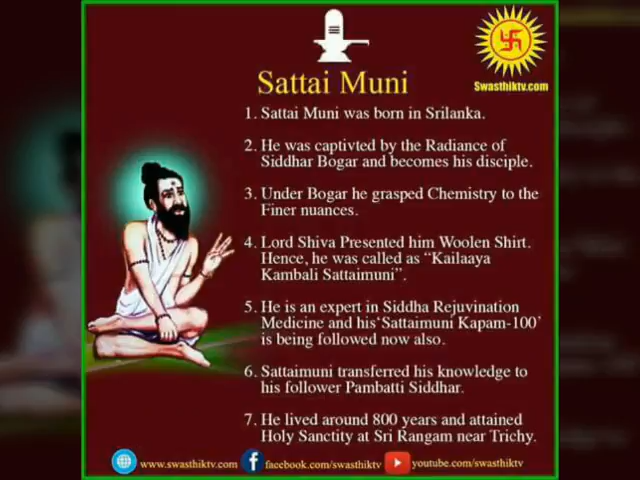 Sattai Muni
Swasthiktv.com
1. Sattai Muni was born in Srilanka.
2. He was captivted by the Radiance of
Siddhar Bogar and becomes his disciple.
3. Under Bogar he grasped Chemistry to the
Finer nuances.
4. Lord Shiva Presented him Woolen Shirt.
Hence, he was called as “Kailaaya
Kambali Sattaimuni”.
5. He is an expert in Siddha Rejuvination
Medicine and his‘Sattaimuni Kapam-100’
is being followed now also.
6. Sattaimuni transferred his knowledge to
his follower Pambatti Siddhar.
7. He lived around 800 years and attained
Holy Sanctity at Sri Rangam near Trichy.
www.swasthiktv.com facebook.com/swasthiktv youtube.com/swasthiktv